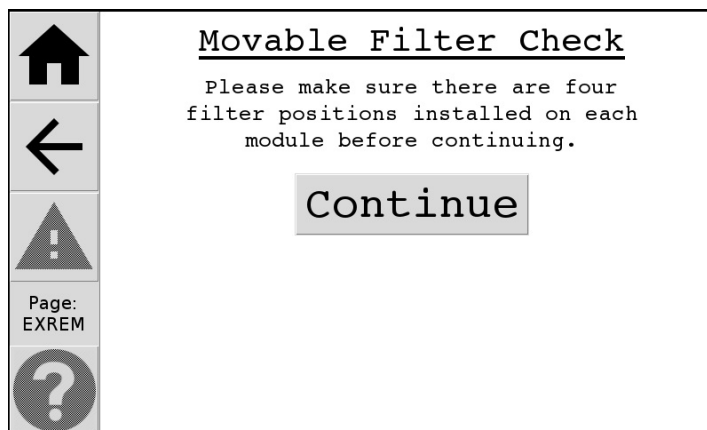 Movable Filter Check
Please make sure there are four
filter positions installed on each
module before continuing.
Continue
Page:
EXREM
?